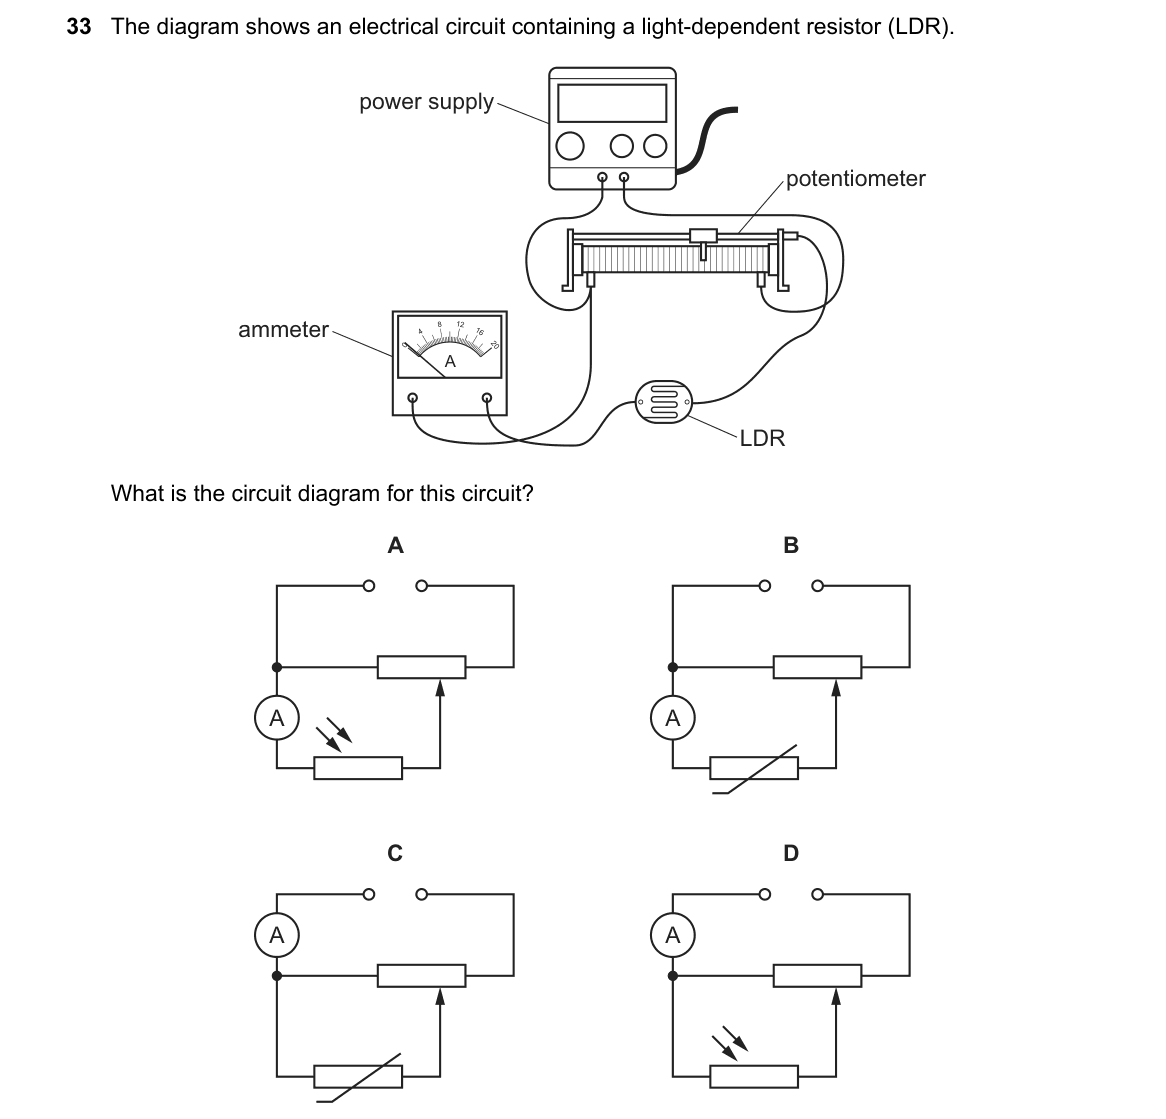 33 The diagram shows an electrical circuit containing a light-dependent resistor (LDR).
power supply
potentiometer
ammeter
0 4 8 12 16 20
A
LDR
What is the circuit diagram for this circuit?
A B
A A
C D
A A